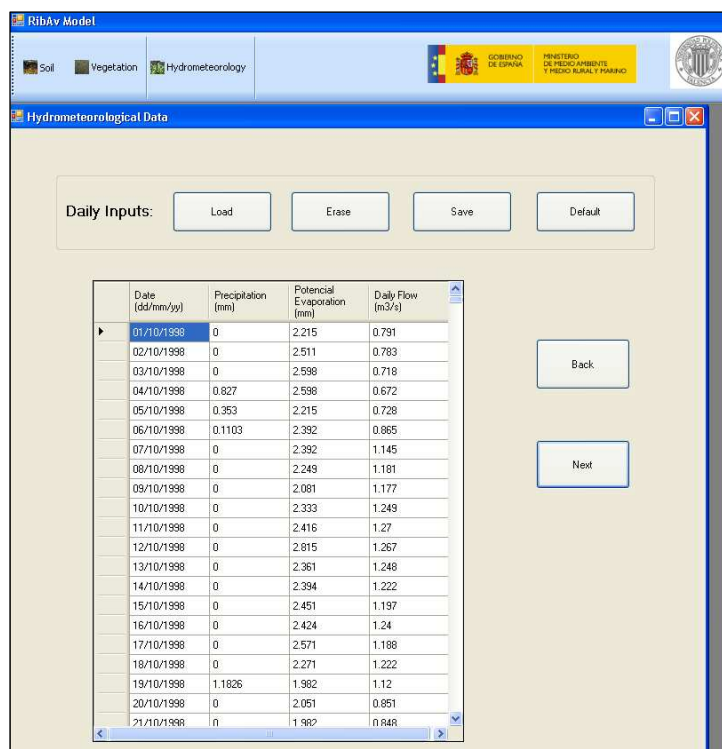 RibAv Model
Soil Vegetation Hydrometeorology
GOBIERNO DE ESPAÑA
MINISTERIO DE MEDIO AMBIENTE Y MEDIO RURAL Y MARINO
Hydrometeorological Data
Daily Inputs: Load Erase Save Default
Date (dd/mm/yy) Precipitation (mm) Potencial Evaporation (mm) Daily Flow (m3/s)
01/10/1998 0 2.215 0.791
02/10/1998 0 2.511 0.783
03/10/1998 0 2.598 0.718
04/10/1998 0.827 2.598 0.672
05/10/1998 0.353 2.215 0.728
06/10/1998 0.1103 2.392 0.865
07/10/1998 0 2.392 1.145
08/10/1998 0 2.249 1.181
09/10/1998 0 2.081 1.177
10/10/1998 0 2.333 1.249
11/10/1998 0 2.416 1.27
12/10/1998 0 2.815 1.267
13/10/1998 0 2.361 1.248
14/10/1998 0 2.394 1.222
15/10/1998 0 2.451 1.197
16/10/1998 0 2.424 1.24
17/10/1998 0 2.571 1.188
18/10/1998 0 2.271 1.222
19/10/1998 1.1826 1.982 1.12
20/10/1998 0 2.051 0.851
21/10/1998 0 1.982 0.848
Back
Next